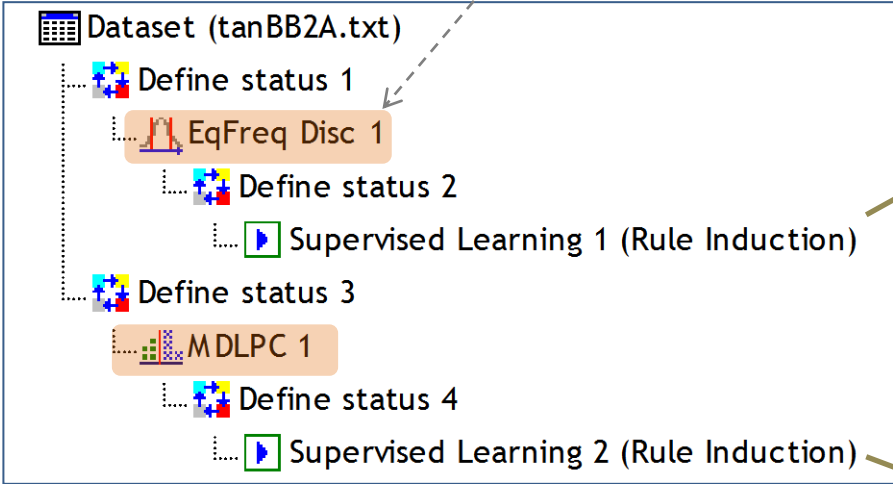 Dataset (tanBB2A.txt)
Define status 1
EqFreq Disc 1
Define status 2
Supervised Learning 1 (Rule Induction)
Define status 3
MDLPC 1
Define status 4
Supervised Learning 2 (Rule Induction)